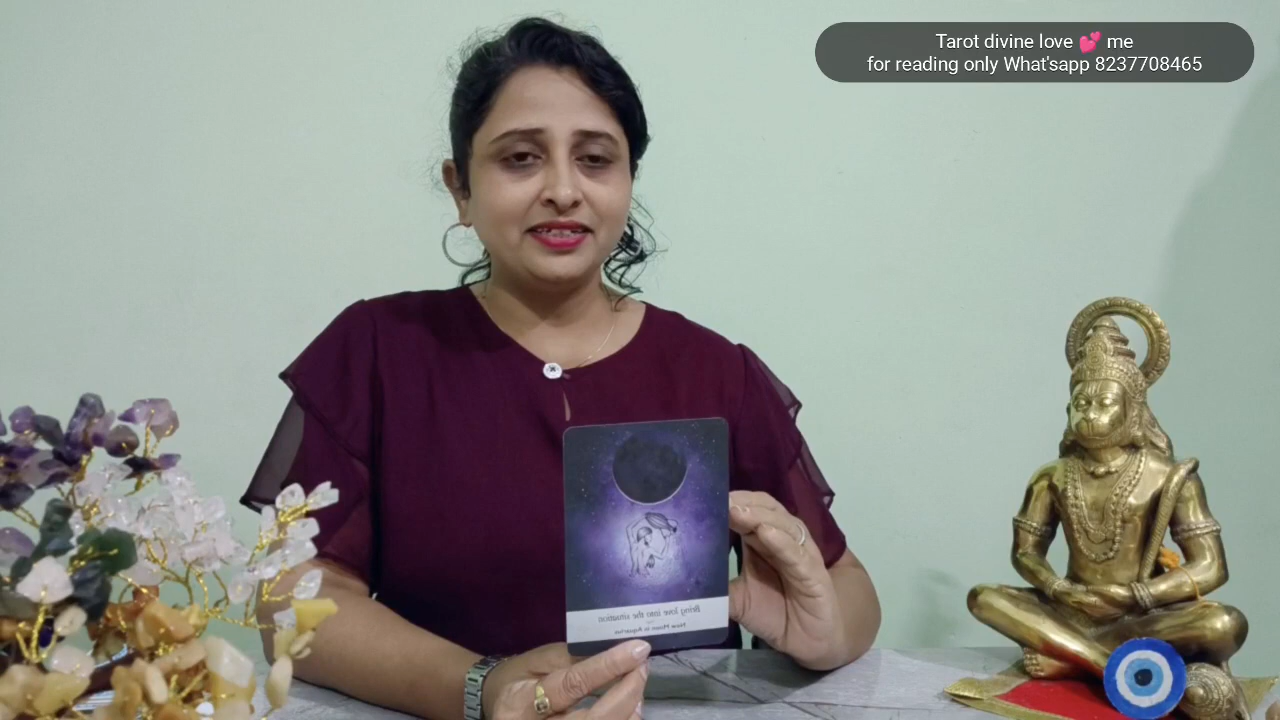 Tarot divine love 💕 me
for reading only What'sapp 8237708465
Bring love into the situation
New Moon in Aquarius